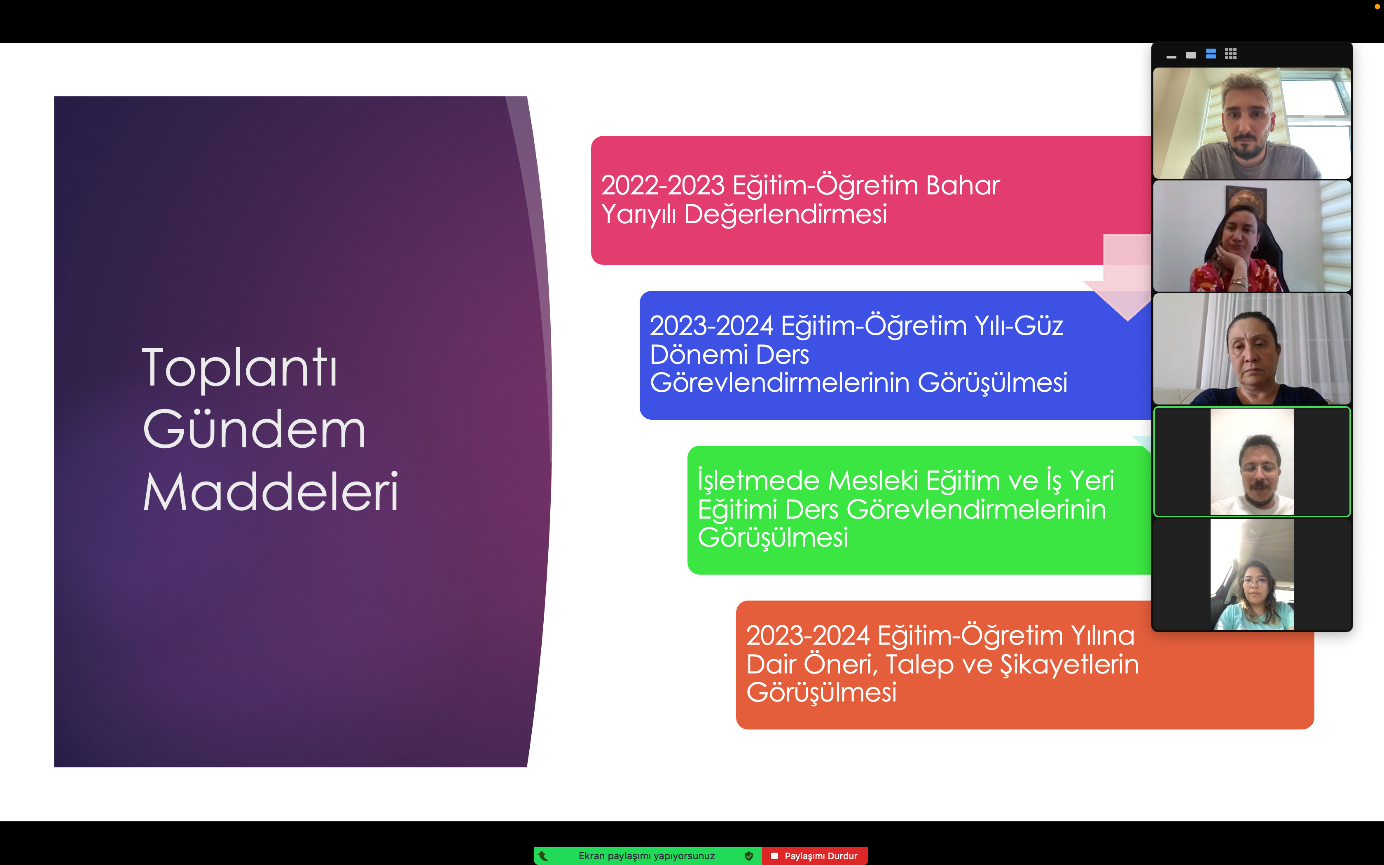 Toplantı
Gündem
Maddeleri
2022-2023 Eğitim-Öğretim Bahar
Yarıyılı Değerlendirmesi
2023-2024 Eğitim-Öğretim Yılı-Güz
Dönemi Ders
Görevlendirmelerinin Görüşülmesi
İşletmede Mesleki Eğitim ve İş Yeri
Eğitimi Ders Görevlendirmelerinin
Görüşülmesi
2023-2024 Eğitim-Öğretim Yılına
Dair Öneri, Talep ve Şikayetlerin
Görüşülmesi
Ekran paylaşımı yapıyorsunuz
Paylaşımı Durdur